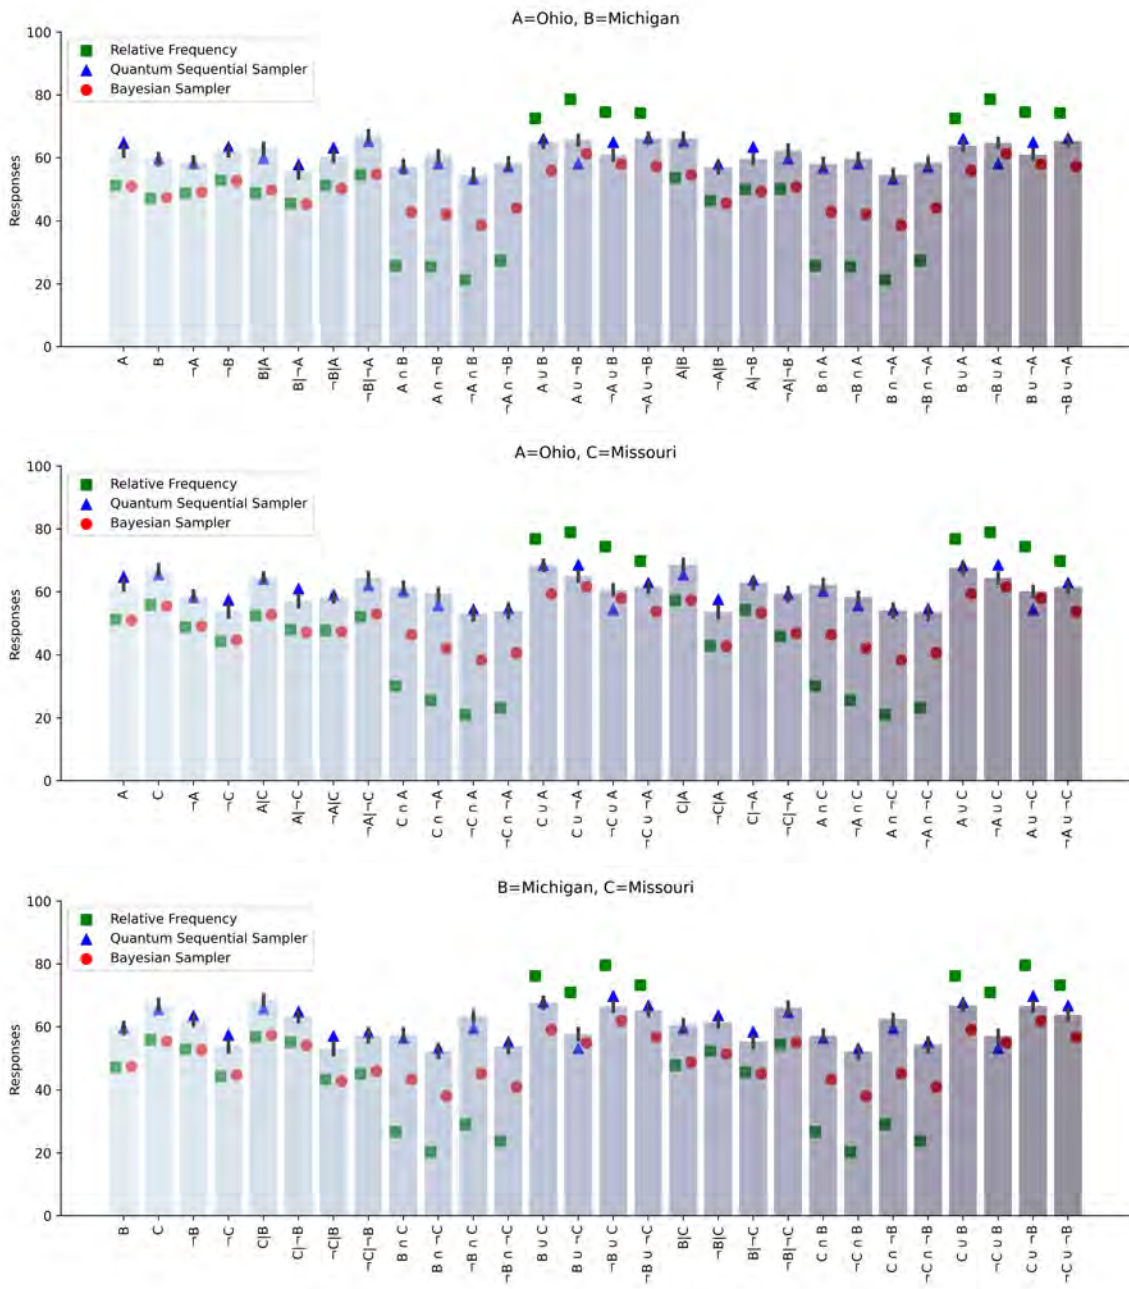 A=Ohio, B=Michigan
100
80
60
40
20
0
Responses
Relative Frequency
Quantum Sequential Sampler
Bayesian Sampler
A
B
¬A
¬B
B|A
B|¬A
¬B|A
¬B|¬A
A ∩ B
A ∩ ¬B
¬A ∩ B
¬A ∩ ¬B
A ∪ B
A ∪ ¬B
¬A ∪ B
¬A ∪ ¬B
A|B
¬A|B
A|¬B
¬A|¬B
B ∩ A
¬B ∩ A
B ∩ ¬A
¬B ∩ ¬A
B ∪ A
¬B ∪ A
B ∪ ¬A
¬B ∪ ¬A
A=Ohio, C=Missouri
100
80
60
40
20
0
Responses
Relative Frequency
Quantum Sequential Sampler
Bayesian Sampler
A
C
¬A
¬C
A|C
A|¬C
¬A|C
¬A|¬C
C ∩ A
C ∩ ¬A
¬C ∩ A
¬C ∩ ¬A
C ∪ A
C ∪ ¬A
¬C ∪ A
¬C ∪ ¬A
C|A
¬C|A
C|¬A
¬C|¬A
A ∩ C
¬A ∩ C
A ∩ ¬C
¬A ∩ ¬C
A ∪ C
¬A ∪ C
A ∪ ¬C
¬A ∪ ¬C
B=Michigan, C=Missouri
100
80
60
40
20
0
Responses
Relative Frequency
Quantum Sequential Sampler
Bayesian Sampler
B
C
¬B
¬C
C|B
C|¬B
¬C|B
¬C|¬B
B ∩ C
B ∩ ¬C
¬B ∩ C
¬B ∩ ¬C
B ∪ C
B ∪ ¬C
¬B ∪ C
¬B ∪ ¬C
B|C
¬B|C
B|¬C
¬B|¬C
C ∩ B
¬C ∩ B
C ∩ ¬B
¬C ∩ ¬B
C ∪ B
¬C ∪ B
C ∪ ¬B
¬C ∪ ¬B